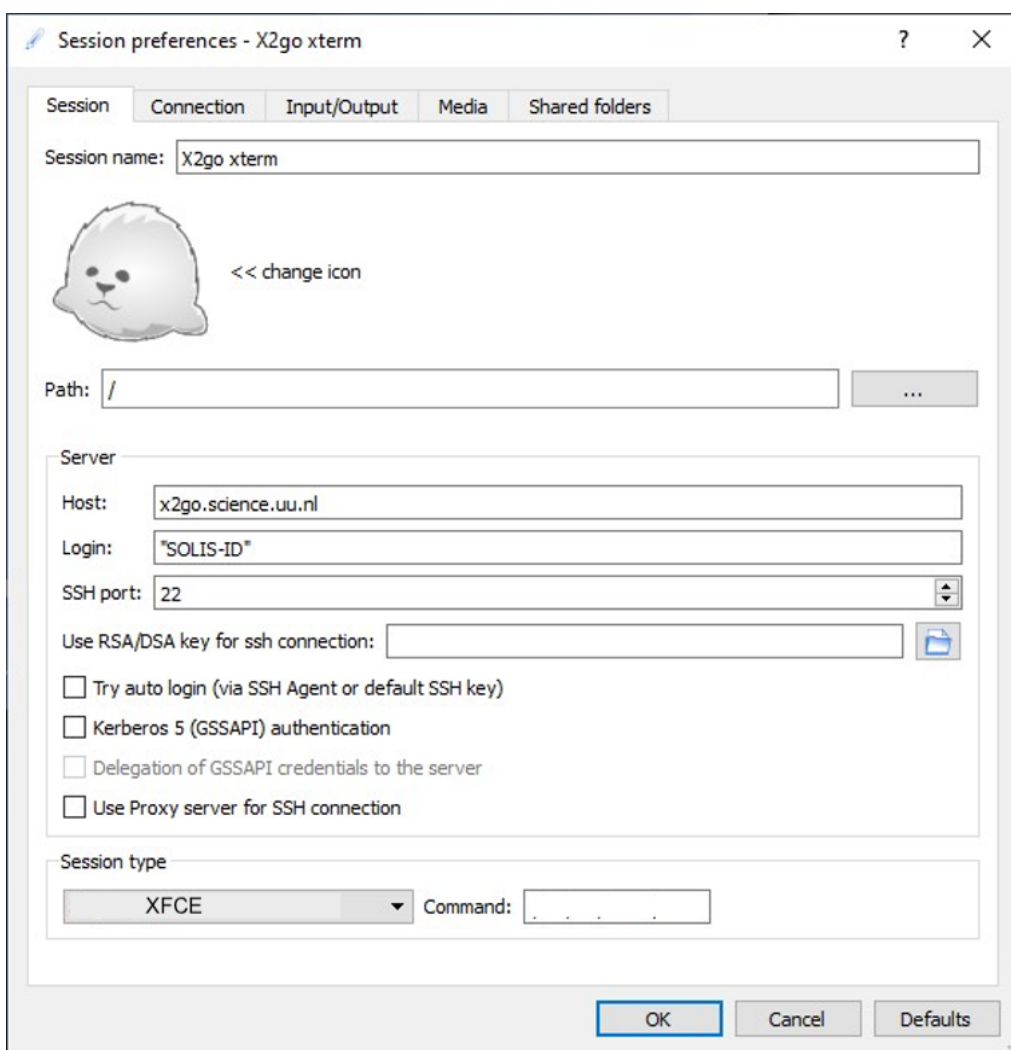 Session preferences - X2go xterm
?
Session Connection Input/Output Media Shared folders
Session name: X2go xterm
<< change icon
Path: / ...
Server
Host: x2go.science.uu.nl
Login: "SOLIS-ID"
SSH port: 22
Use RSA/DSA key for ssh connection:
Try auto login (via SSH Agent or default SSH key)
Kerberos 5 (GSSAPI) authentication
Delegation of GSSAPI credentials to the server
Use Proxy server for SSH connection
Session type
XFCE Command:
OK Cancel Defaults